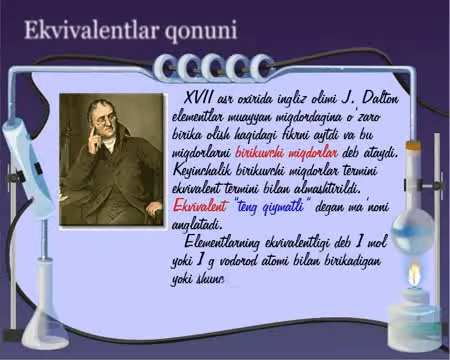 Ekvivalentlar qonuni
XVII asr oxirida ingliz olimi J. Dalton
elementlar muayyan miqdordagina o'zaro
birika olish haqidagi fikrni aytdi va bu
miqdorlarni birikuvchi miqdorlar deb ataydi.
Keyinchalik birikuvchi miqdorlar termini
ekvivalent termini bilan almashtirildi.
Ekvivalent "teng qiymatli" degan ma'noni
anglatadi.
Elementlarning ekvivalentligi deb 1 mol
yoki 1 g vodorod atomi bilan birikadigan
yoki shunc